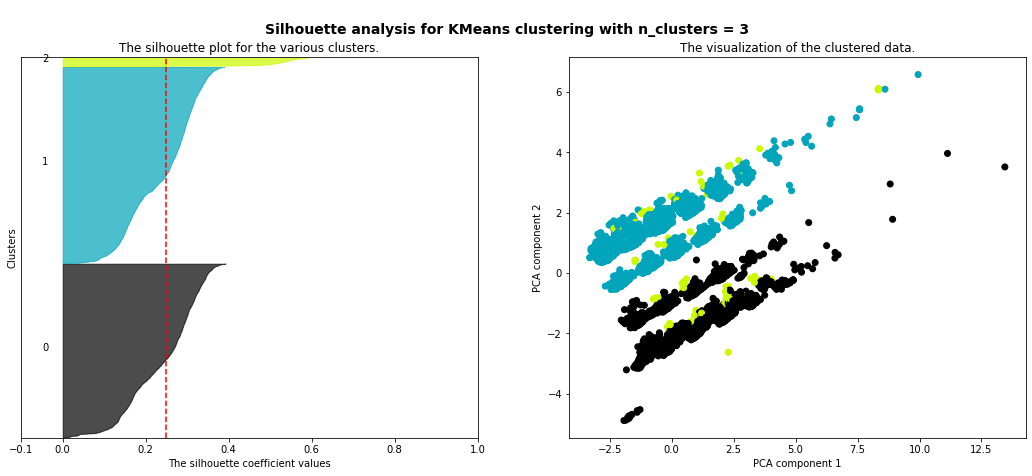 Silhouette analysis for KMeans clustering with n_clusters = 3
The silhouette plot for the various clusters.
2
1
0
Clusters
−0.1 0.0 0.2 0.4 0.6 0.8 1.0
The silhouette coefficient values
The visualization of the clustered data.
6
4
2
0
−2
−4
PCA component 2
−2.5 0.0 2.5 5.0 7.5 10.0 12.5
PCA component 1